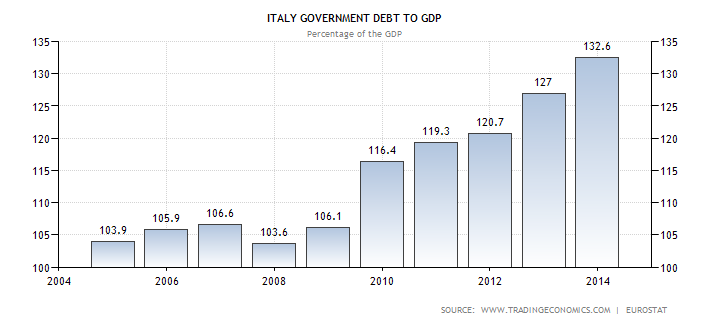 ITALY GOVERNMENT DEBT TO GDP
Percentage of the GDP
135 135
130 130
125 125
120 120
115 115
110 110
105 105
100 100
103.9 105.9 106.6 103.6 106.1 116.4 119.3 120.7 127 132.6
2004 2006 2008 2010 2012 2014
SOURCE: WWW.TRADINGECONOMICS.COM | EUROSTAT